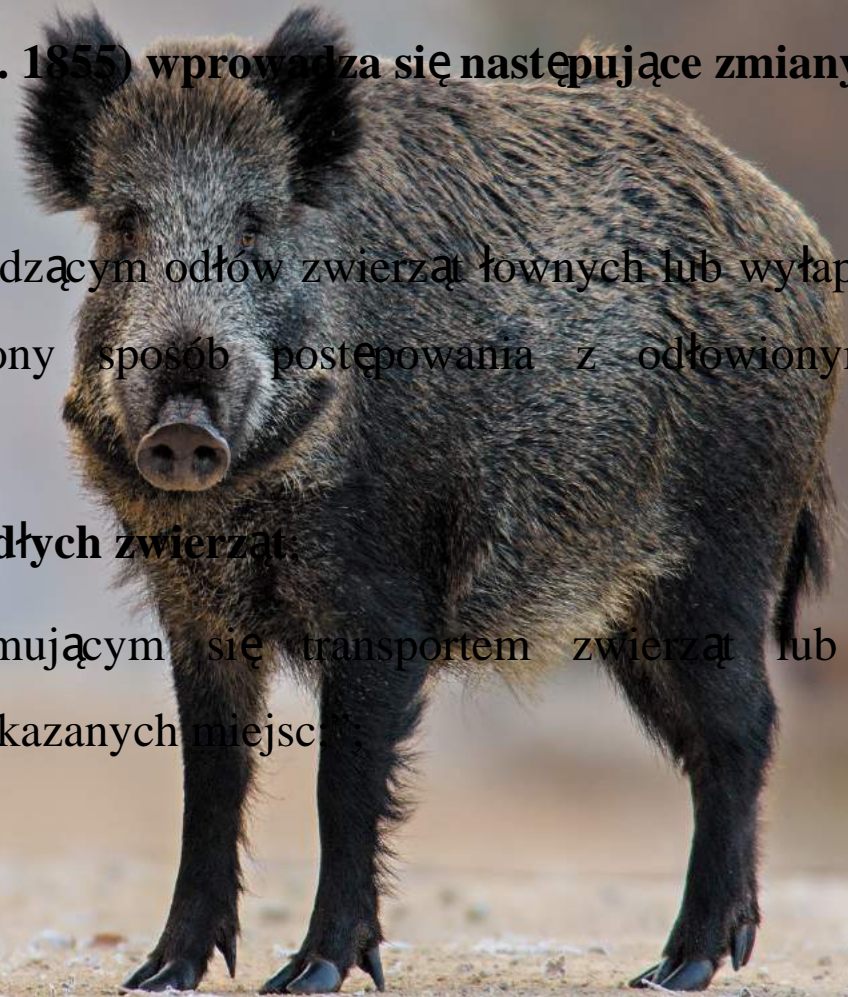 . 1855) wprowadza się następujące zmiany
dzącym odłów zwierząt łownych lub wyłap
ony sposób postępowania z odłowionym
dłych zwierząt;
mującym się transportem zwierząt lub
kazanych miejsc;”;